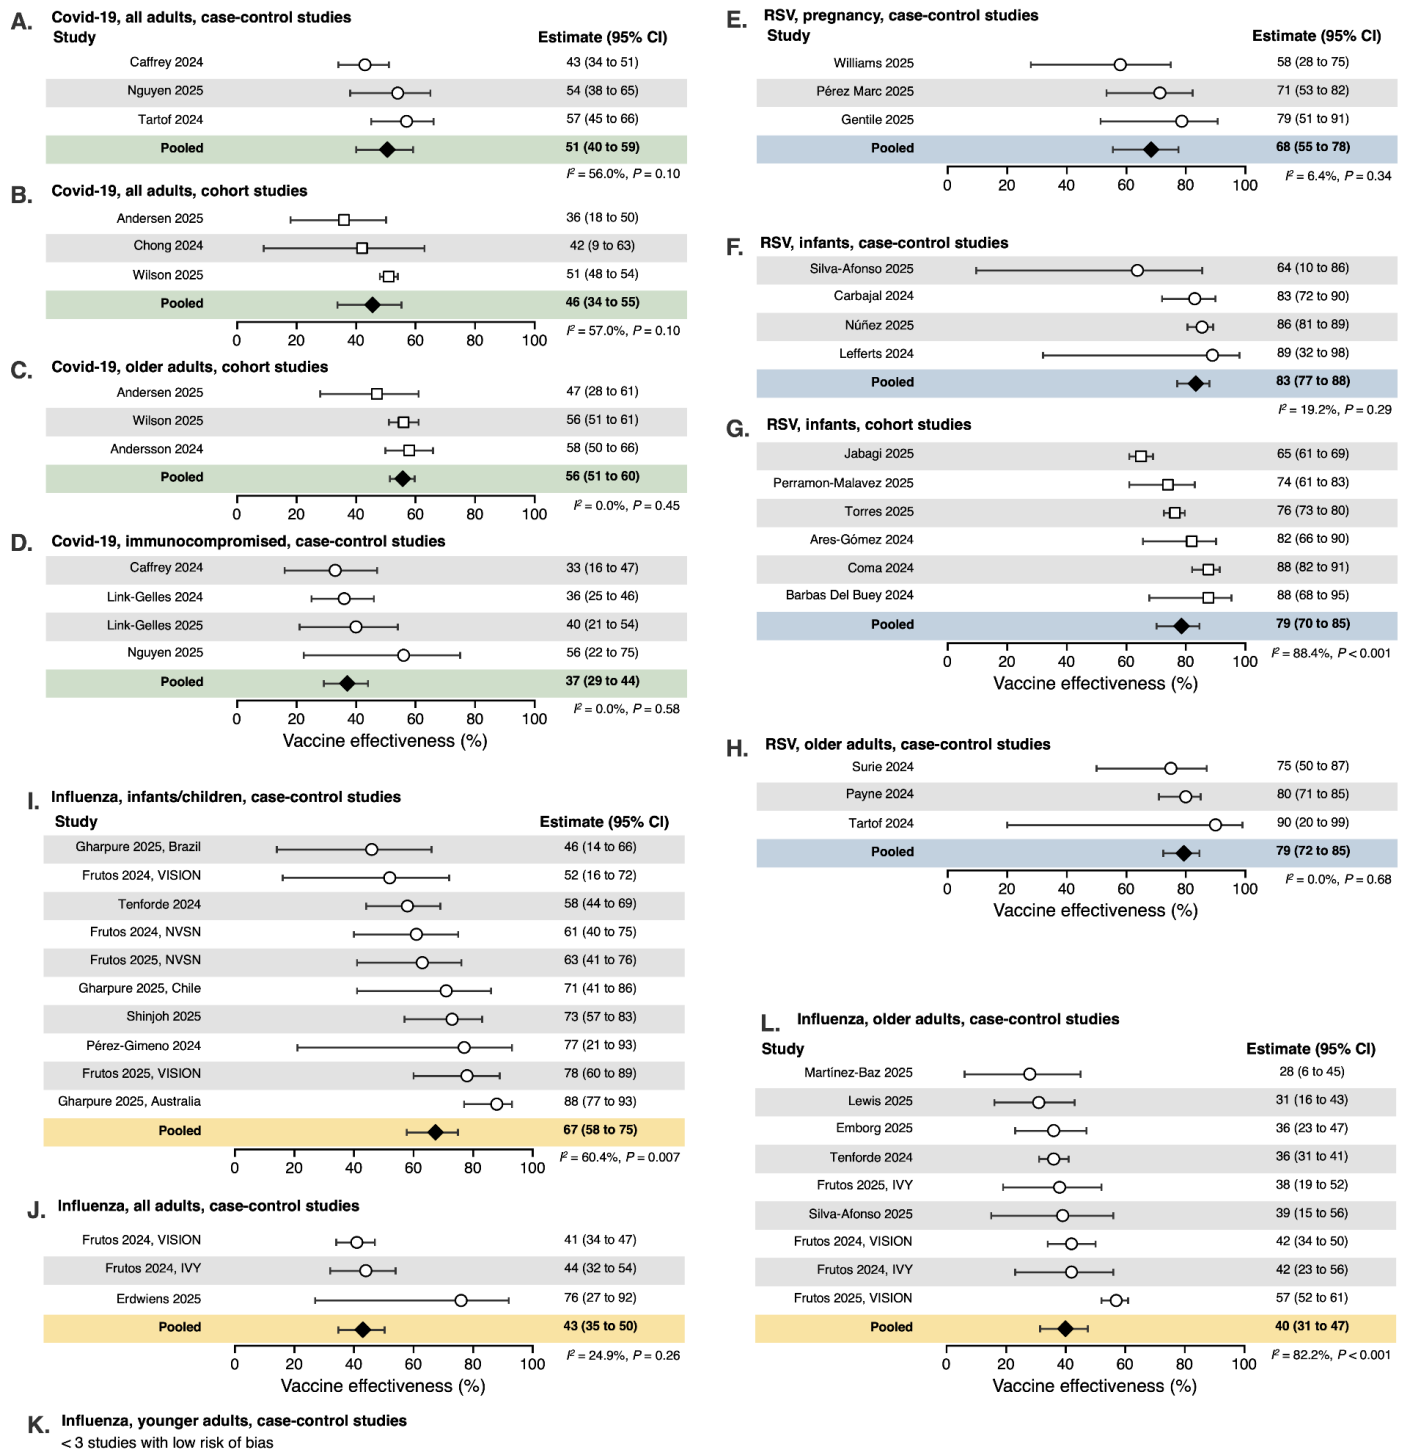 A. Covid-19, all adults, case-control studies
Study Estimate (95% CI)
Caffrey 2024 43 (34 to 51)
Nguyen 2025 54 (38 to 65)
Tartof 2024 57 (45 to 66)
Pooled 51 (40 to 59)
I² = 56.0%, P = 0.10
B. Covid-19, all adults, cohort studies
Andersen 2025 36 (18 to 50)
Chong 2024 42 (9 to 63)
Wilson 2025 51 (48 to 54)
Pooled 46 (34 to 55)
0 20 40 60 80 100
I² = 57.0%, P = 0.10
C. Covid-19, older adults, cohort studies
Andersen 2025 47 (28 to 61)
Wilson 2025 56 (51 to 61)
Andersson 2024 58 (50 to 66)
Pooled 56 (51 to 60)
0 20 40 60 80 100
I² = 0.0%, P = 0.45
D. Covid-19, immunocompromised, case-control studies
Caffrey 2024 33 (16 to 47)
Link-Gelles 2024 36 (25 to 46)
Link-Gelles 2025 40 (21 to 54)
Nguyen 2025 56 (22 to 75)
Pooled 37 (29 to 44)
0 20 40 60 80 100
I² = 0.0%, P = 0.58
Vaccine effectiveness (%)
E. RSV, pregnancy, case-control studies
Study Estimate (95% CI)
Williams 2025 58 (28 to 75)
Pérez Marc 2025 71 (53 to 82)
Gentile 2025 79 (51 to 91)
Pooled 68 (55 to 78)
0 20 40 60 80 100
I² = 6.4%, P = 0.34
F. RSV, infants, case-control studies
Silva-Afonso 2025 64 (10 to 86)
Carbajal 2024 83 (72 to 90)
Núñez 2025 86 (81 to 89)
Lefferts 2024 89 (32 to 98)
Pooled 83 (77 to 88)
I² = 19.2%, P = 0.29
G. RSV, infants, cohort studies
Jabagi 2025 65 (61 to 69)
Perramon-Malavez 2025 74 (61 to 83)
Torres 2025 76 (73 to 80)
Ares-Gómez 2024 82 (66 to 90)
Coma 2024 88 (82 to 91)
Barbas Del Buey 2024 88 (68 to 95)
Pooled 79 (70 to 85)
0 20 40 60 80 100
I² = 88.4%, P < 0.001
Vaccine effectiveness (%)
H. RSV, older adults, case-control studies
Surie 2024 75 (50 to 87)
Payne 2024 80 (71 to 85)
Tartof 2024 90 (20 to 99)
Pooled 79 (72 to 85)
0 20 40 60 80 100
I² = 0.0%, P = 0.68
Vaccine effectiveness (%)
I. Influenza, infants/children, case-control studies
Study Estimate (95% CI)
Gharpure 2025, Brazil 46 (14 to 66)
Frutos 2024, VISION 52 (16 to 72)
Tenforde 2024 58 (44 to 69)
Frutos 2024, NVSN 61 (40 to 75)
Frutos 2025, NVSN 63 (41 to 76)
Gharpure 2025, Chile 71 (41 to 86)
Shinjoh 2025 73 (57 to 83)
Pérez-Gimeno 2024 77 (21 to 93)
Frutos 2025, VISION 78 (60 to 89)
Gharpure 2025, Australia 88 (77 to 93)
Pooled 67 (58 to 75)
0 20 40 60 80 100
I² = 60.4%, P = 0.007
J. Influenza, all adults, case-control studies
Frutos 2024, VISION 41 (34 to 47)
Frutos 2024, IVY 44 (32 to 54)
Erdwiens 2025 76 (27 to 92)
Pooled 43 (35 to 50)
0 20 40 60 80 100
I² = 24.9%, P = 0.26
Vaccine effectiveness (%)
K. Influenza, younger adults, case-control studies
< 3 studies with low risk of bias
L. Influenza, older adults, case-control studies
Study Estimate (95% CI)
Martínez-Baz 2025 28 (6 to 45)
Lewis 2025 31 (16 to 43)
Emborg 2025 36 (23 to 47)
Tenforde 2024 36 (31 to 41)
Frutos 2025, IVY 38 (19 to 52)
Silva-Afonso 2025 39 (15 to 56)
Frutos 2024, VISION 42 (34 to 50)
Frutos 2024, IVY 42 (23 to 56)
Frutos 2025, VISION 57 (52 to 61)
Pooled 40 (31 to 47)
0 20 40 60 80 100
I² = 82.2%, P < 0.001
Vaccine effectiveness (%)